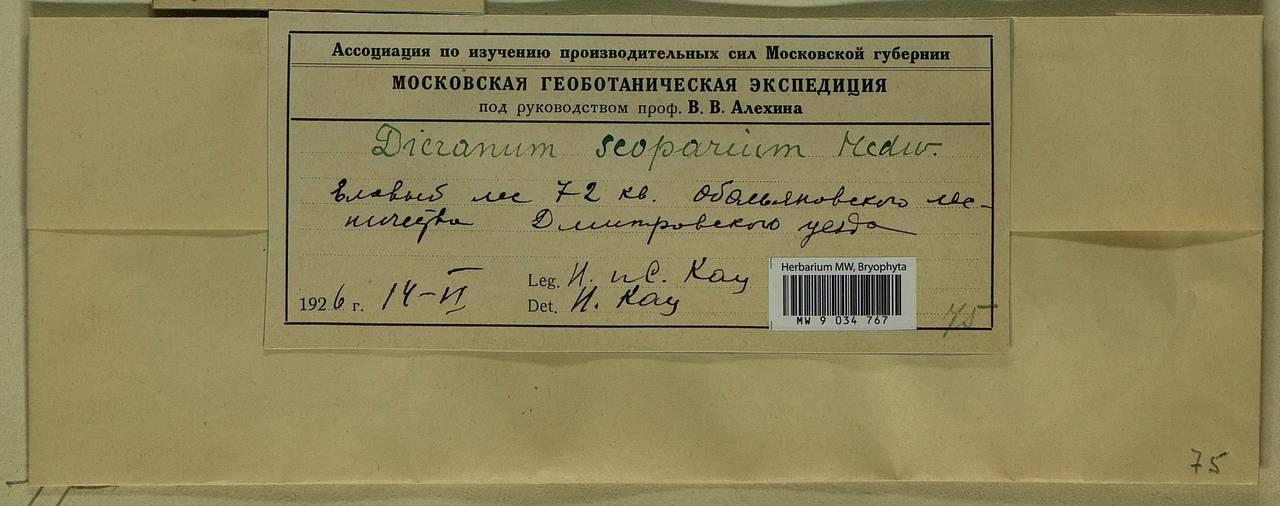 Ассоциация по изучению производительных сил Московской губернии
МОСКОВСКАЯ ГЕОБОТАНИЧЕСКАЯ ЭКСПЕДИЦИЯ
под руководством проф. В. В. Алехина
Dicranum scoparium Hedw.
Еловый лес 72 кв. Обольяновского лес-
ничества Дмитровского уезда
1926 г. 14-VI
Leg. Н. и С. Кац
Det. Н. Кац
Herbarium MW, Bryophyta
MW 9 034 767
75
75